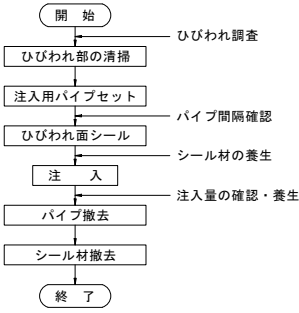 開 始
ひびわれ調査
ひびわれ部の清掃
注入用パイプセット
パイプ間隔確認
ひびわれ面シール
シール材の養生
注 入
注入量の確認・養生
パイプ撤去
シール材撤去
終 了